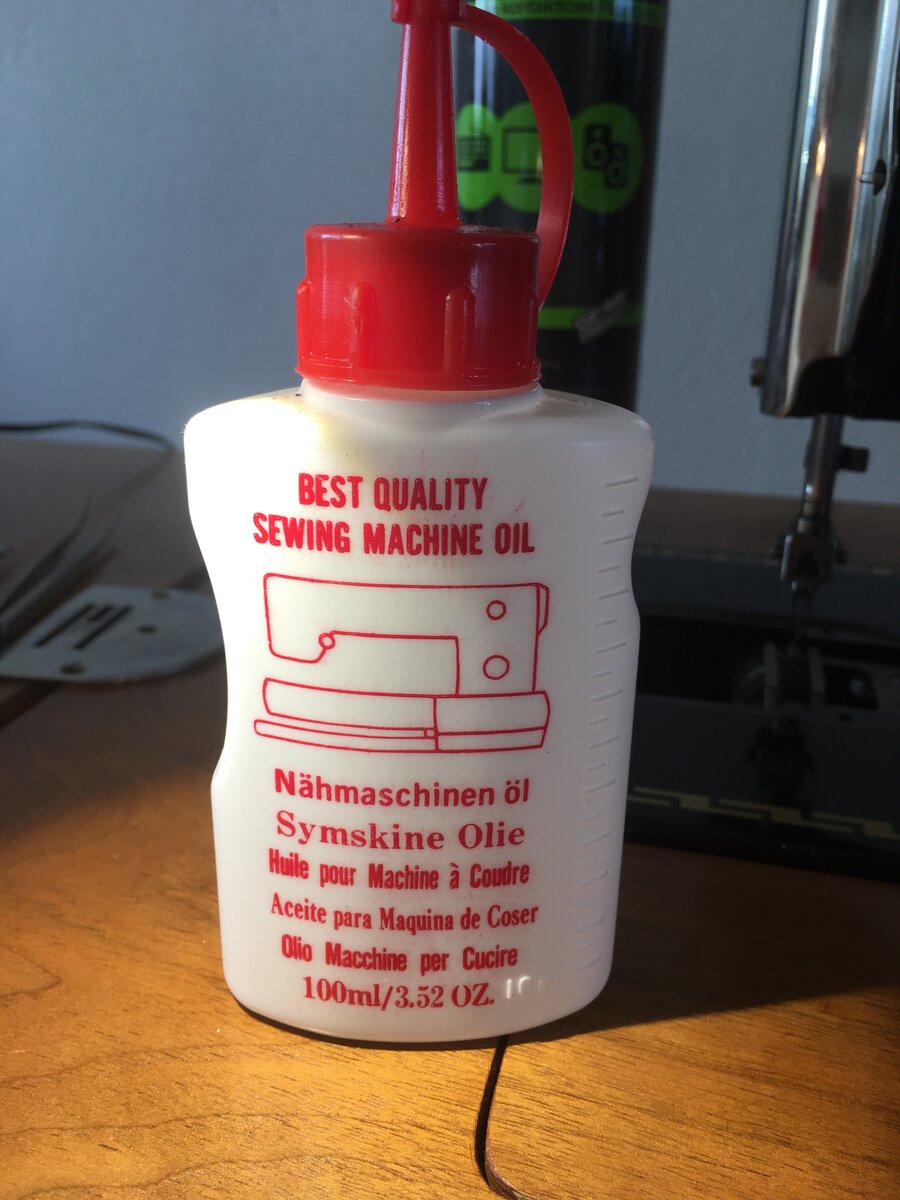 BEST QUALITY
SEWING MACHINE OIL
Nähmaschinen öl
Symskine Olie
Huile pour Machine à Coudre
Aceite para Maquina de Coser
Olio Macchine per Cucire
100ml/3.52 OZ.